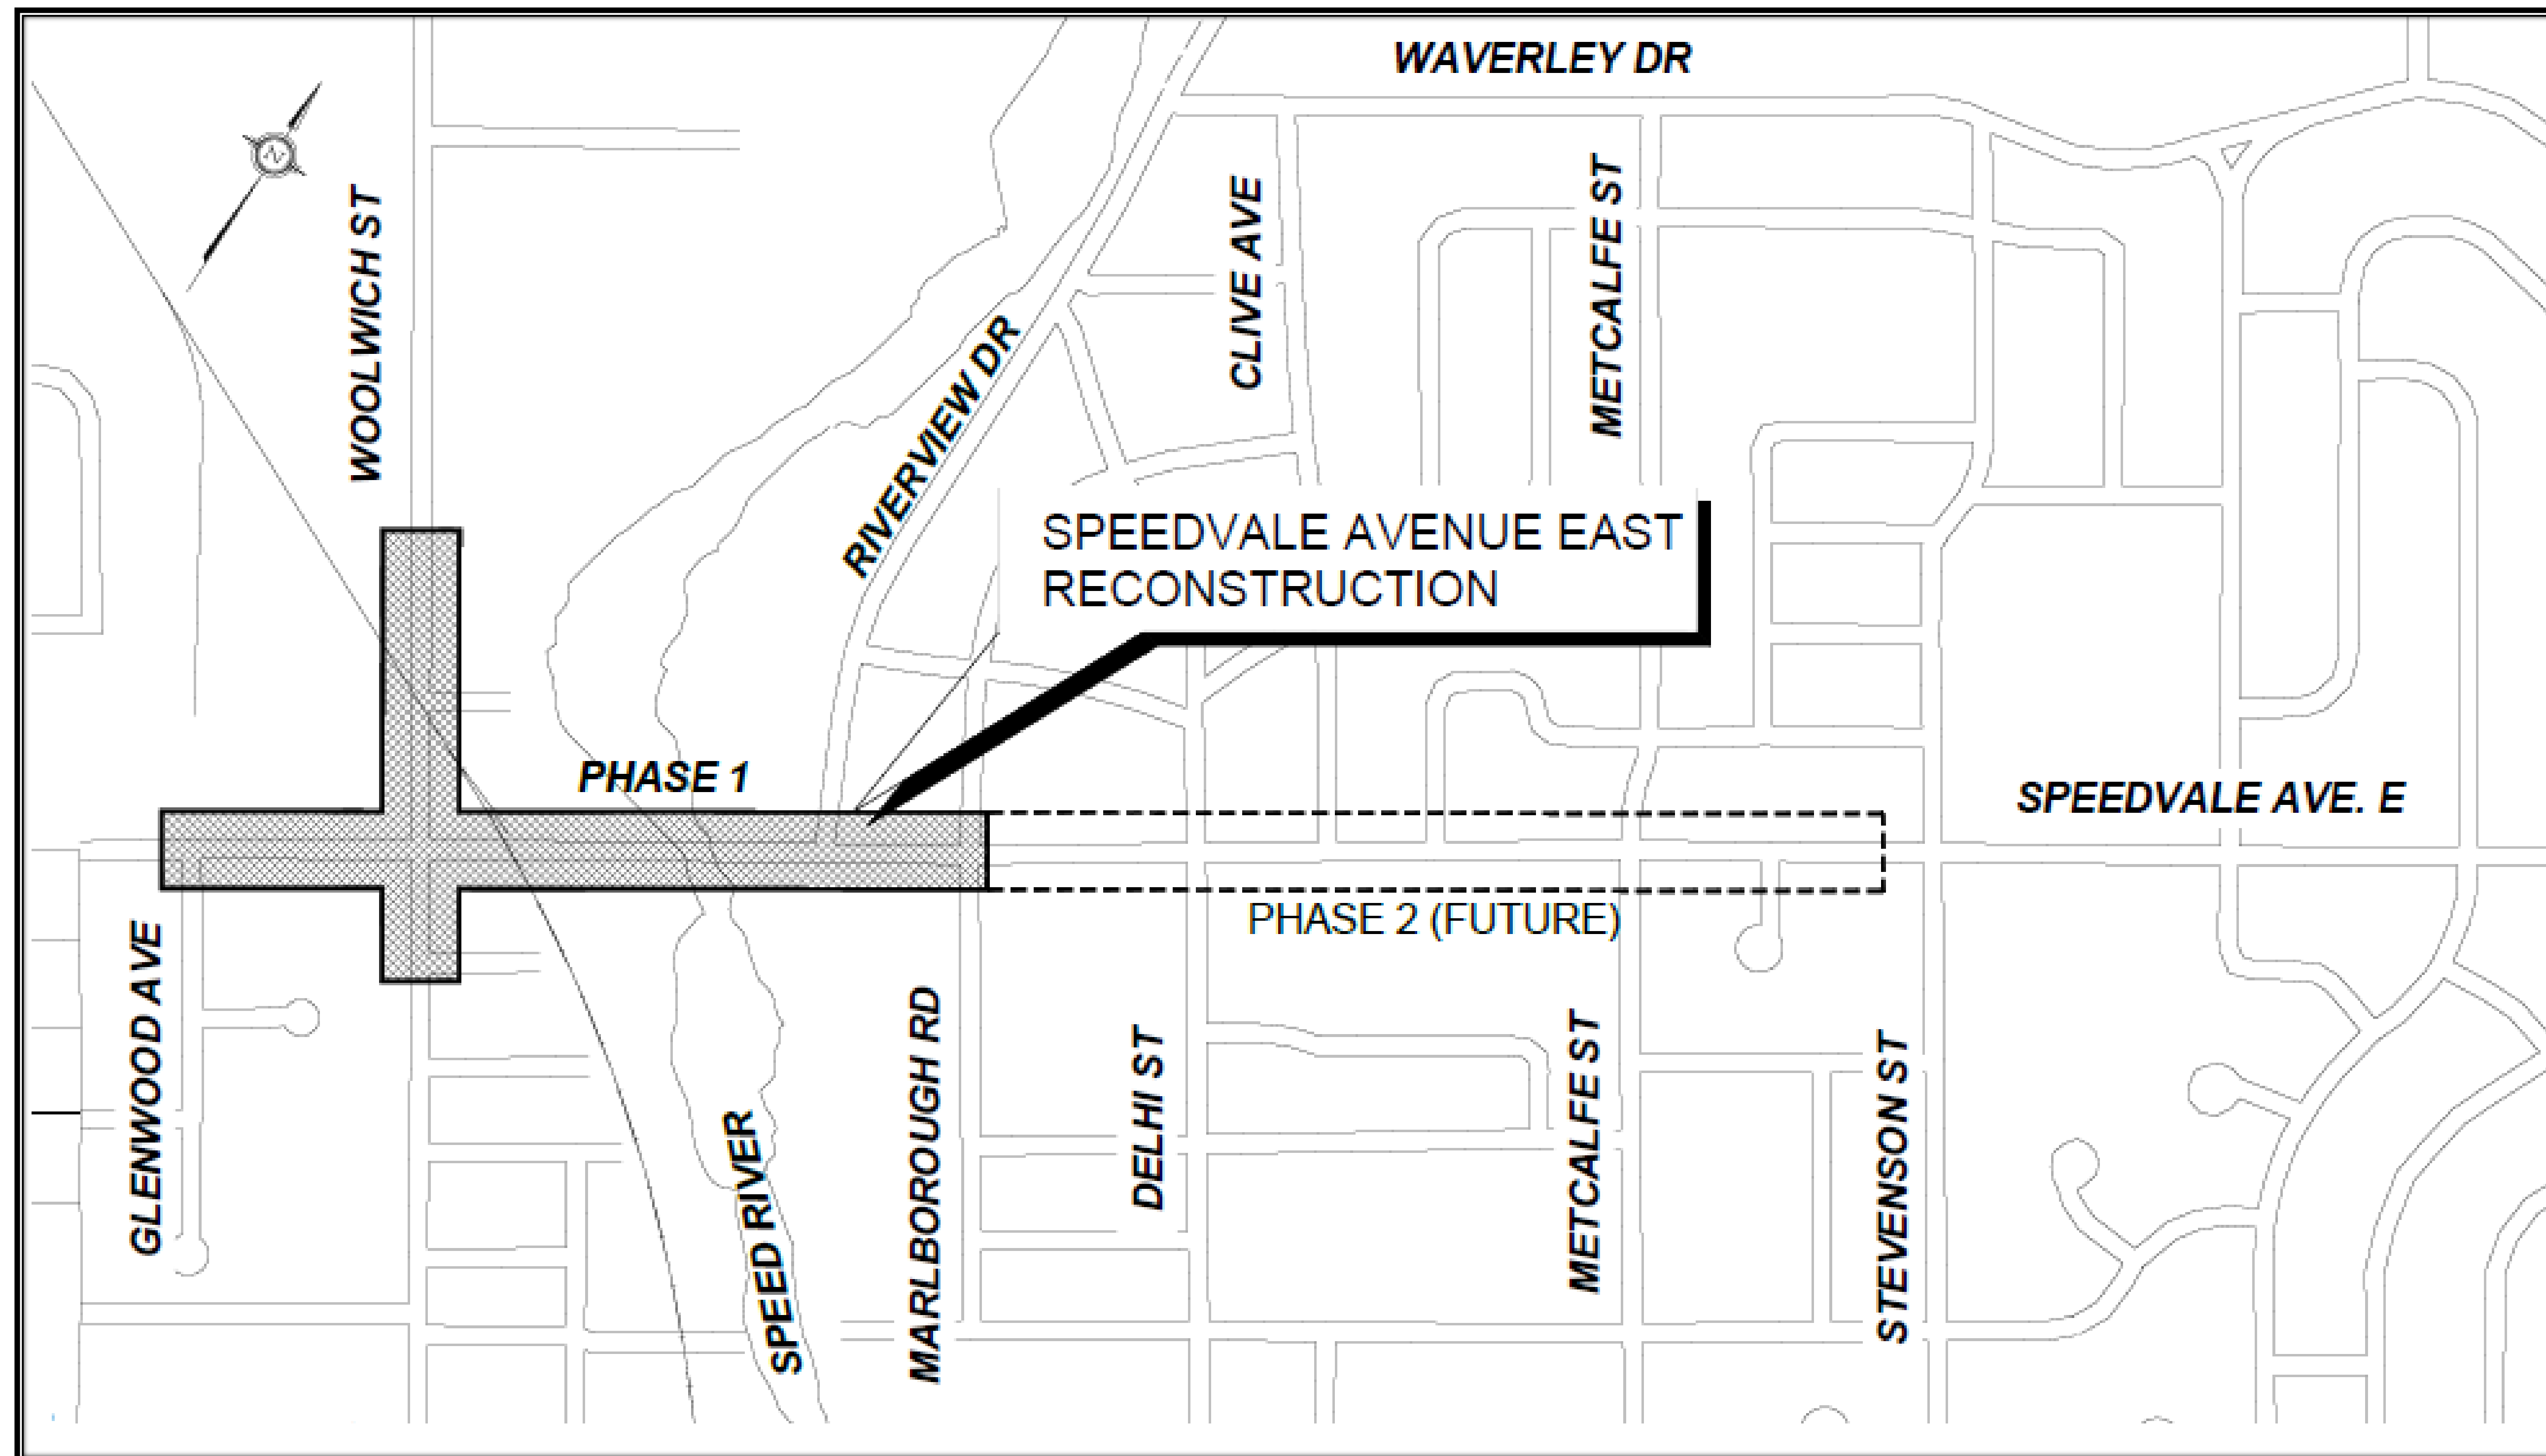 WAVERLEY DR
N
WOOLWICH ST
CLIVE AVE
METCALFE ST
RIVERVIEW DR
SPEEDVALE AVENUE EAST
RECONSTRUCTION
PHASE 1
SPEEDVALE AVE. E
PHASE 2 (FUTURE)
GLENWOOD AVE
SPEED RIVER
MARLBOROUGH RD
DELHI ST
METCALFE ST
STEVENSON ST